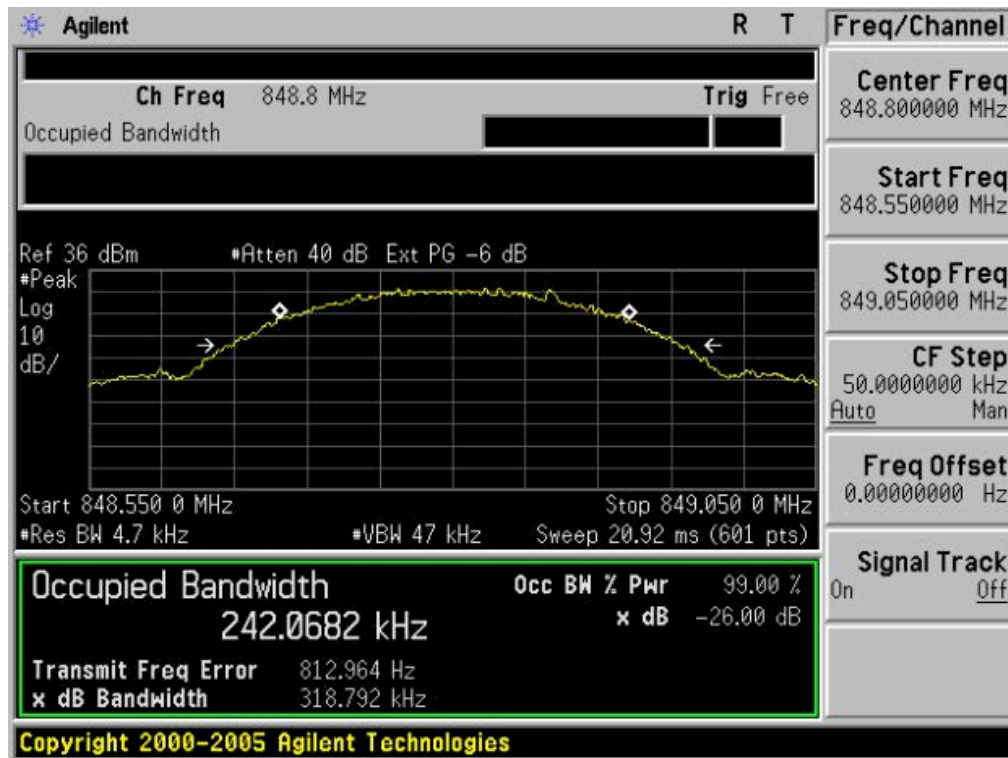 Agilent R T
Ch Freq 848.8 MHz Trig Free
Occupied Bandwidth
Ref 36 dBm #Atten 40 dB Ext PG -6 dB
#Peak
Log
10
dB/
Start 848.550 0 MHz Stop 849.050 0 MHz
#Res BW 4.7 kHz #VBW 47 kHz Sweep 20.92 ms (601 pts)
Occupied Bandwidth Occ BW % Pwr 99.00 %
242.0682 kHz x dB -26.00 dB
Transmit Freq Error 812.964 Hz
x dB Bandwidth 318.792 kHz
Copyright 2000-2005 Agilent Technologies
Freq/Channel
Center Freq
848.800000 MHz
Start Freq
848.550000 MHz
Stop Freq
849.050000 MHz
CF Step
50.0000000 kHz
Auto Man
Freq Offset
0.00000000 Hz
Signal Track
On Off